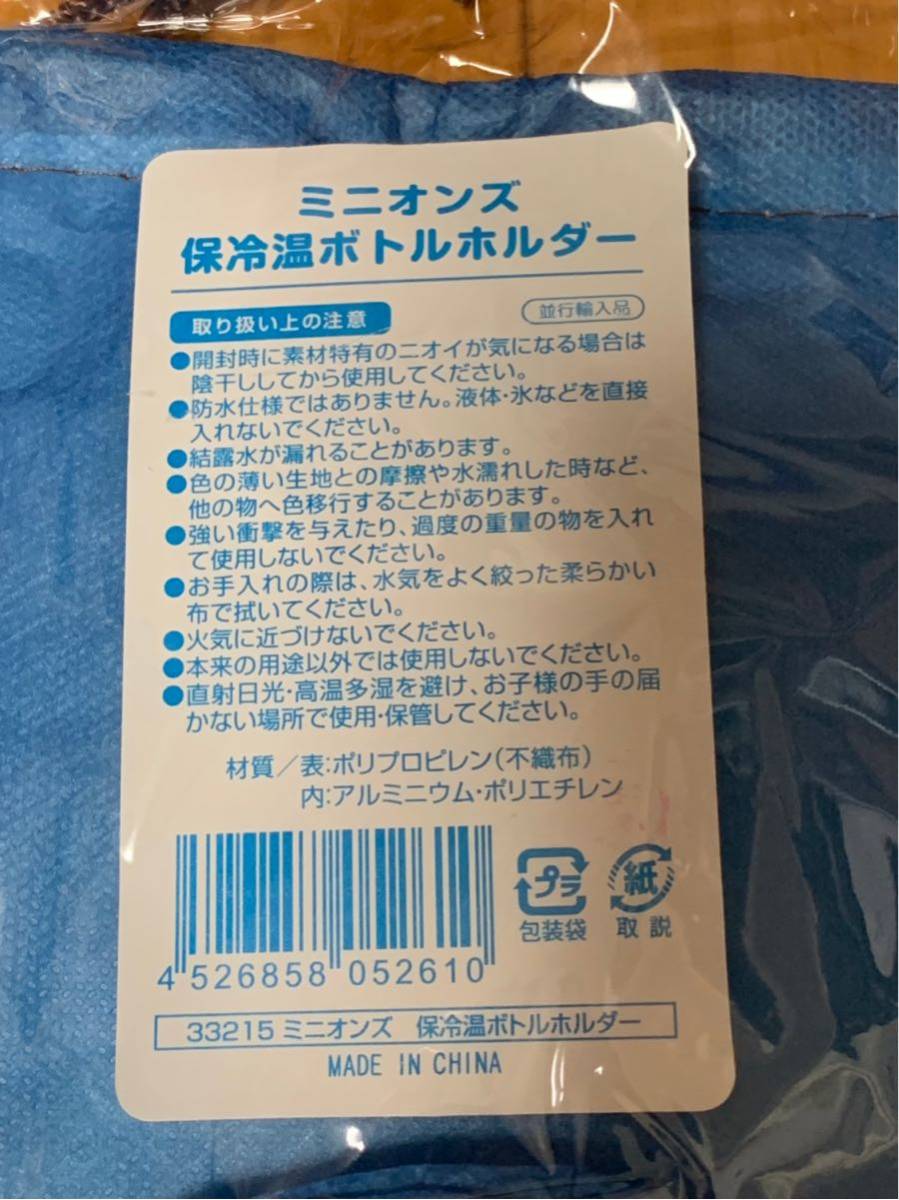 ミニオンズ
保冷温ボトルホルダー
取り扱い上の注意
並行輸入品
●開封時に素材特有のニオイが気になる場合は
陰干ししてから使用してください。
●防水仕様ではありません。液体・氷などを直接
入れないでください。
●結露水が漏れることがあります。
●色の薄い生地との摩擦や水濡れした時など、
他の物へ色移行することがあります。
●強い衝撃を与えたり、過度の重量の物を入れ
て使用しないでください。
●お手入れの際は、水気をよく絞った柔らかい
布で拭いてください。
●火気に近づけないでください。
●本来の用途以外では使用しないでください。
●直射日光・高温多湿を避け、お子様の手の届
かない場所で使用・保管してください。
材質／表:ポリプロピレン(不織布)
内:アルミニウム・ポリエチレン
プラ 紙
包装袋 取説
4 526858 052610
33215 ミニオンズ 保冷温ボトルホルダー
MADE IN CHINA